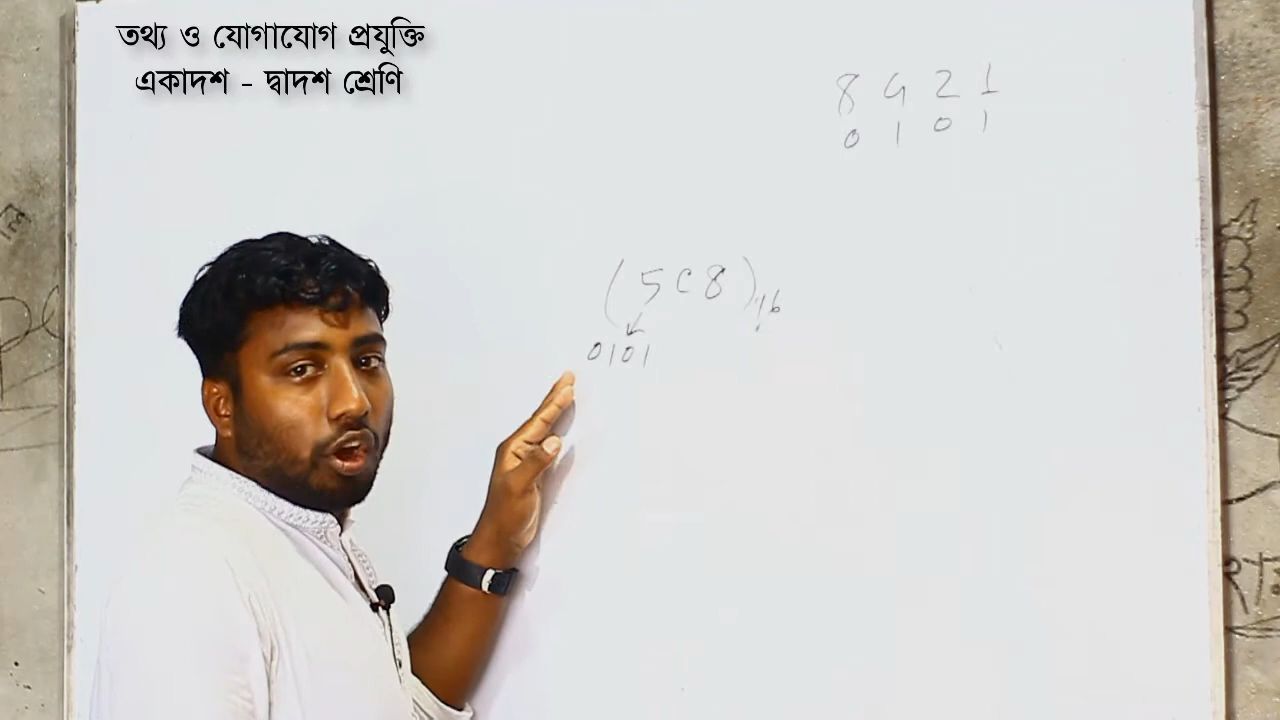 তথ্য ও যোগাযোগ প্রযুক্তি
একাদশ - দ্বাদশ শ্রেণি
8 4 2 1
0 1 0 1
(5C8)16
0101